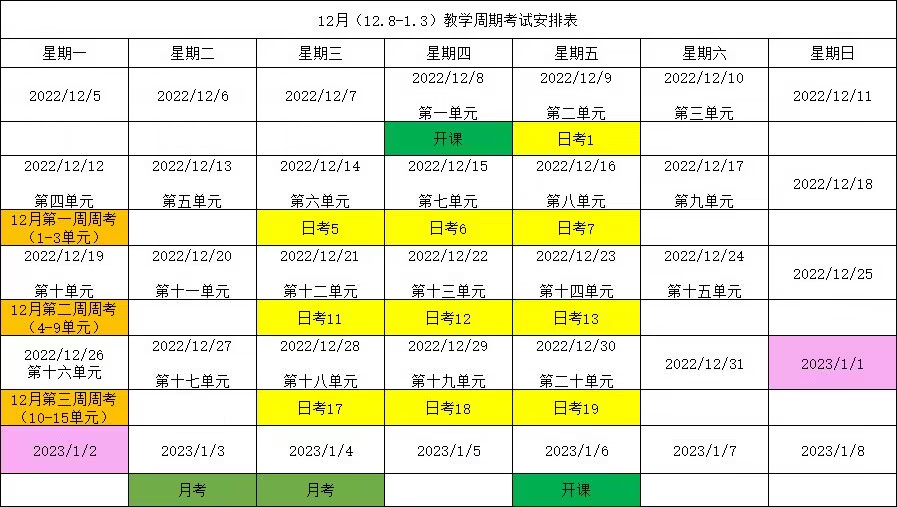 12月（12.8-1.3）教学周期考试安排表
星期一 星期二 星期三 星期四 星期五 星期六 星期日
2022/12/5 2022/12/6 2022/12/7 2022/12/8 2022/12/9 2022/12/10 2022/12/11
第一单元 第二单元 第三单元
开课 日考1
2022/12/12 2022/12/13 2022/12/14 2022/12/15 2022/12/16 2022/12/17 2022/12/18
第四单元 第五单元 第六单元 第七单元 第八单元 第九单元
12月第一周周考 日考5 日考6 日考7
（1-3单元）
2022/12/19 2022/12/20 2022/12/21 2022/12/22 2022/12/23 2022/12/24 2022/12/25
第十单元 第十一单元 第十二单元 第十三单元 第十四单元 第十五单元
12月第二周周考 日考11 日考12 日考13
（4-9单元）
2022/12/26 2022/12/27 2022/12/28 2022/12/29 2022/12/30 2022/12/31 2023/1/1
第十六单元 第十七单元 第十八单元 第十九单元 第二十单元
12月第三周周考 日考17 日考18 日考19
（10-15单元）
2023/1/2 2023/1/3 2023/1/4 2023/1/5 2023/1/6 2023/1/7 2023/1/8
月考 月考 开课